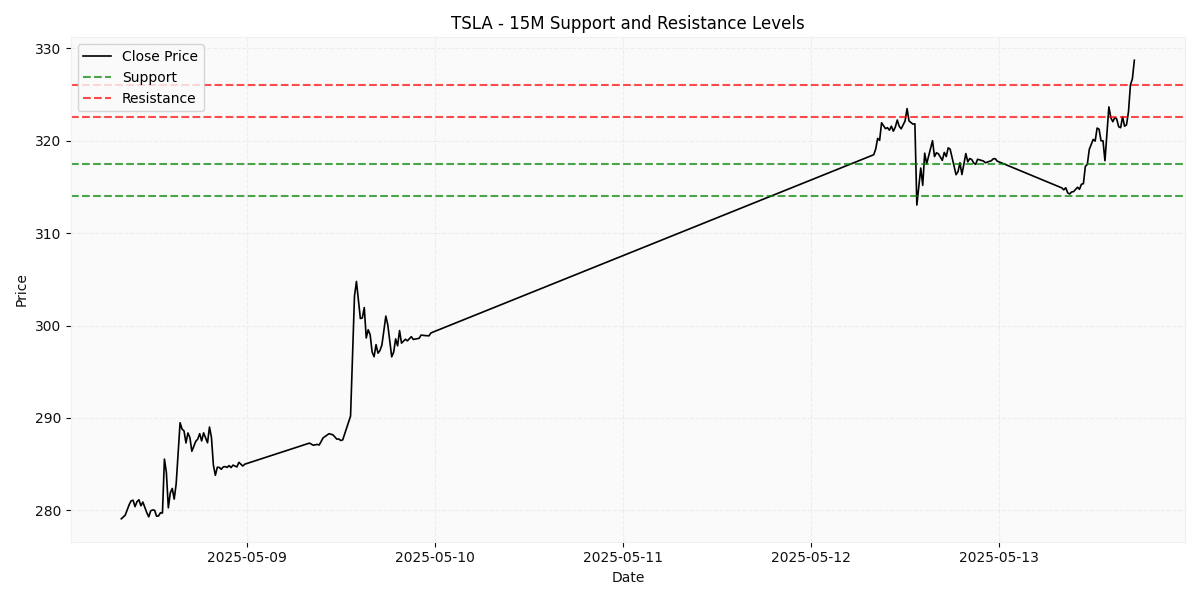 TSLA - 15M Support and Resistance Levels
Close Price
Support
Resistance
Price
330
320
310
300
290
280
2025-05-09 2025-05-10 2025-05-11 2025-05-12 2025-05-13
Date